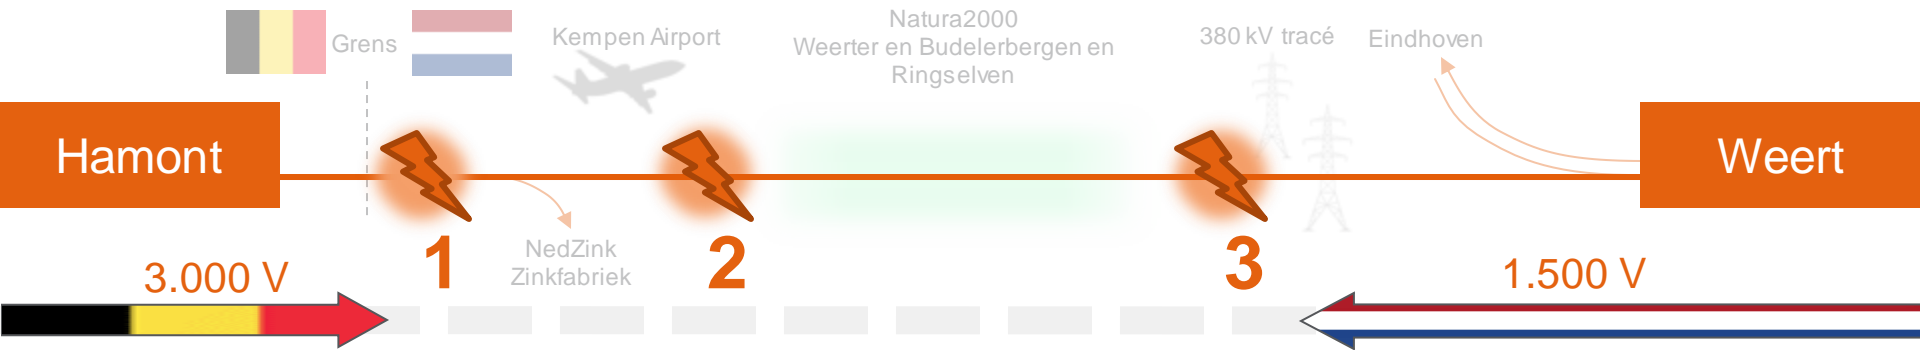 Grens
Kempen Airport
Natura2000
Weerter en Budelerbergen en
Ringselven
380 kV tracé
Eindhoven
Hamont
Weert
1
2
3
NedZink
Zinkfabriek
3.000 V
1.500 V